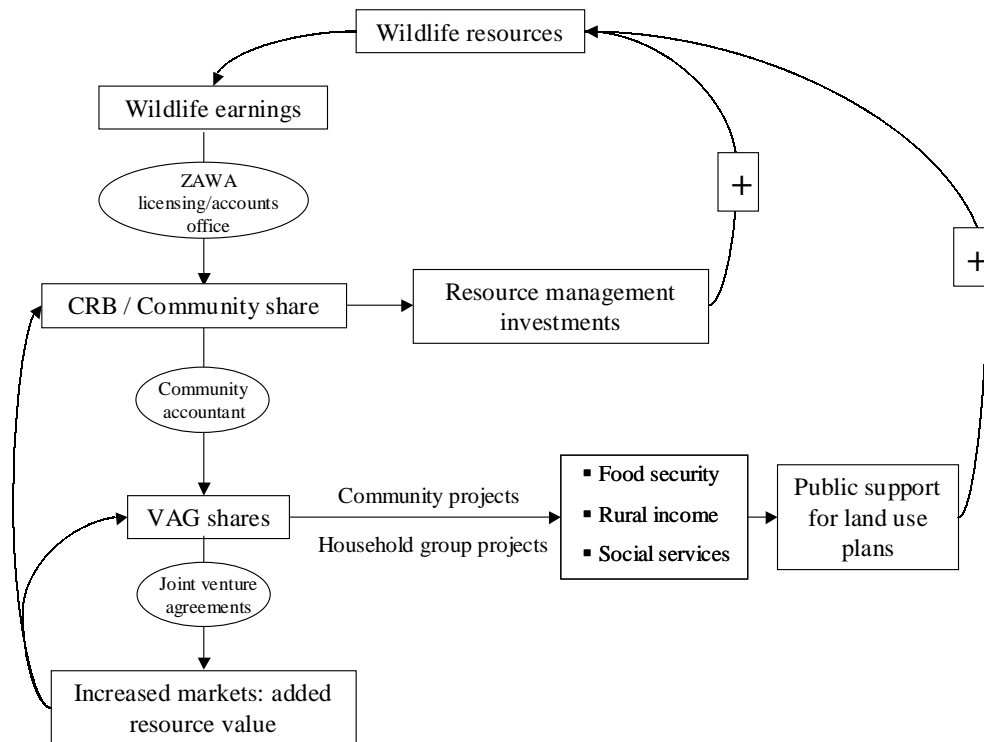 Wildlife resources
Wildlife earnings
ZAWA
licensing/accounts
office
+
+
CRB / Community share
Resource management
investments
Community
accountant
VAG shares
Community projects
Household group projects
▪ Food security
▪ Rural income
▪ Social services
Public support
for land use
plans
Joint venture
agreements
Increased markets: added
resource value